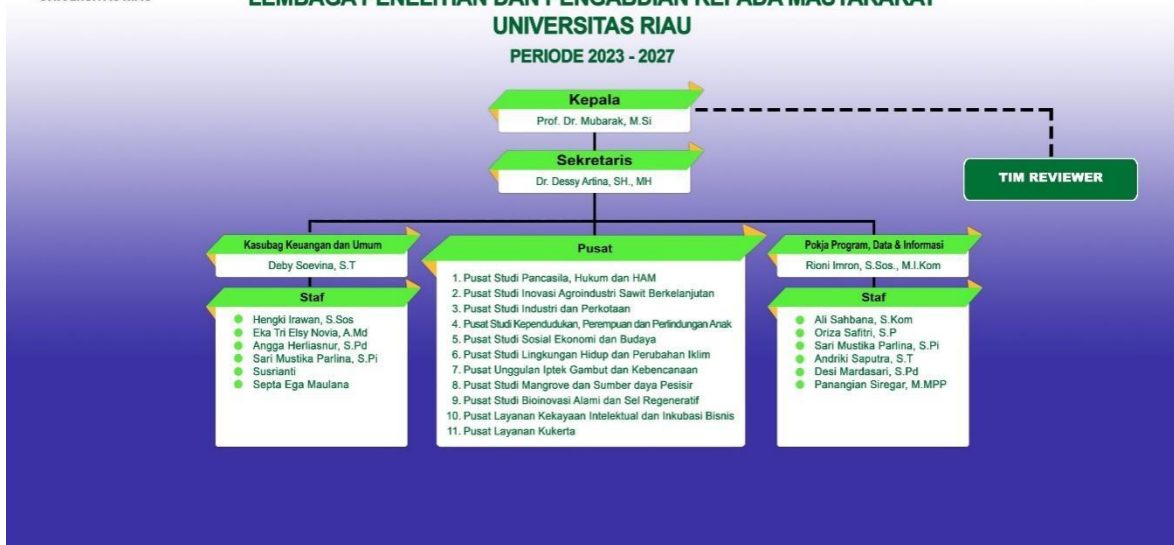 LEMBAGA PENELITIAN DAN PENGABDIAN KEPADA MASYARAKAT
UNIVERSITAS RIAU
PERIODE 2023 - 2027
Kepala
Prof. Dr. Mubarak, M.Si
Sekretaris
Dr. Dessy Artina, SH., MH
TIM REVIEWER
Kasubag Keuangan dan Umum
Deby Soevina, S.T
Staf
Hengki Irawan, S.Sos
Eka Tri Elsy Novia, A.Md
Angga Herliasnur, S.Pd
Sari Mustika Parlina, S.Pi
Susrianti
Septa Ega Maulana
Pusat
1. Pusat Studi Pancasila, Hukum dan HAM
2. Pusat Studi Inovasi Agroindustri Sawit Berkelanjutan
3. Pusat Studi Industri dan Perkotaan
4. Pusat Studi Kependudukan, Perempuan dan Perlindungan Anak
5. Pusat Studi Sosial Ekonomi dan Budaya
6. Pusat Studi Lingkungan Hidup dan Perubahan Iklim
7. Pusat Unggulan Iptek Gambut dan Kebencanaan
8. Pusat Studi Mangrove dan Sumber daya Pesisir
9. Pusat Studi Bioinovasi Alami dan Sel Regeneratif
10. Pusat Layanan Kekayaan Intelektual dan Inkubasi Bisnis
11. Pusat Layanan Kukerta
Pokja Program, Data & Informasi
Rioni Imron, S.Sos., M.I.Kom
Staf
Ali Sahbana, S.Kom
Oriza Safitri, S.P
Sari Mustika Parlina, S.Pi
Andriki Saputra, S.T
Desi Mardasari, S.Pd
Panangian Siregar, M.MPP